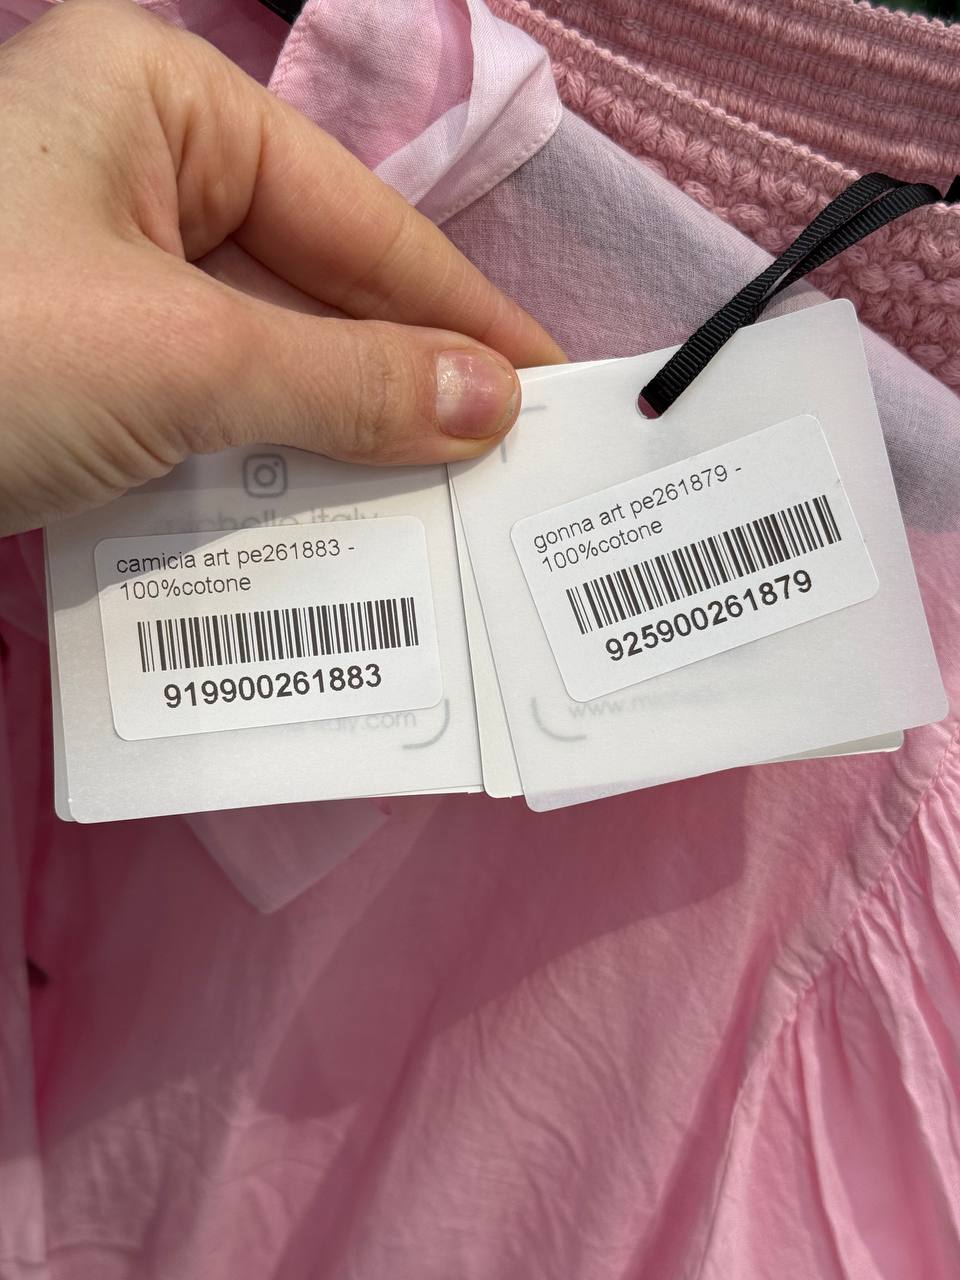 camicia art pe261883 -
100%cotone
919900261883
gonna art pe261879 -
100%cotone
925900261879